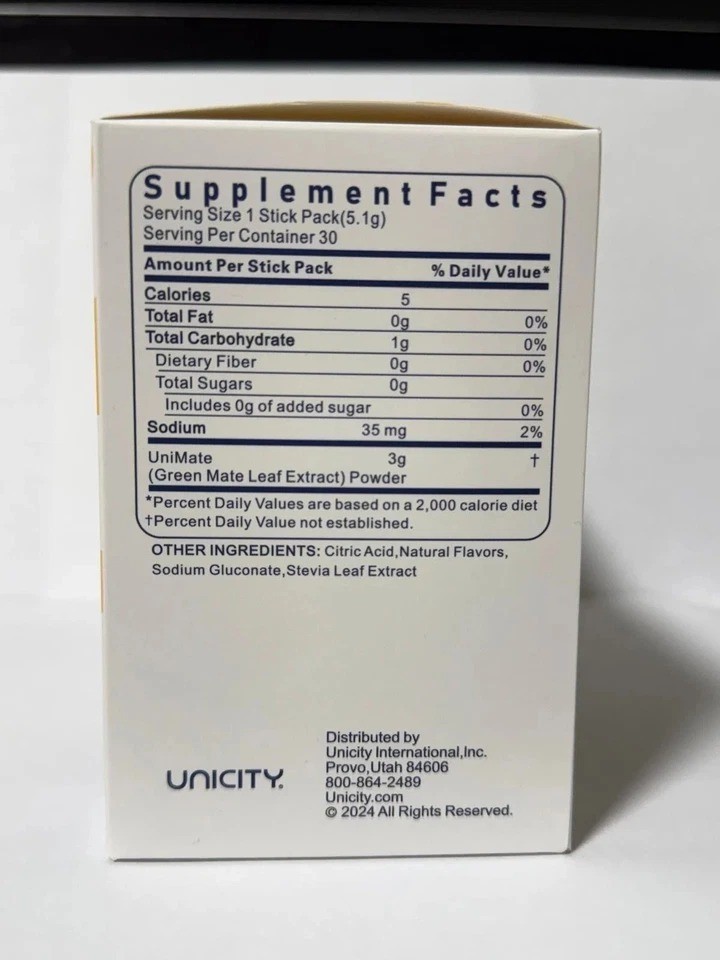 Supplement Facts
Serving Size 1 Stick Pack(5.1g)
Serving Per Container 30
Amount Per Stick Pack % Daily Value*
Calories 5
Total Fat 0g 0%
Total Carbohydrate 1g 0%
Dietary Fiber 0g 0%
Total Sugars 0g
Includes 0g of added sugar 0%
Sodium 35 mg 2%
UniMate 3g †
(Green Mate Leaf Extract) Powder
*Percent Daily Values are based on a 2,000 calorie diet
†Percent Daily Value not established.
OTHER INGREDIENTS: Citric Acid,Natural Flavors,
Sodium Gluconate,Stevia Leaf Extract
UNICITY.
Distributed by
Unicity International,Inc.
Provo,Utah 84606
800-864-2489
Unicity.com
© 2024 All Rights Reserved.